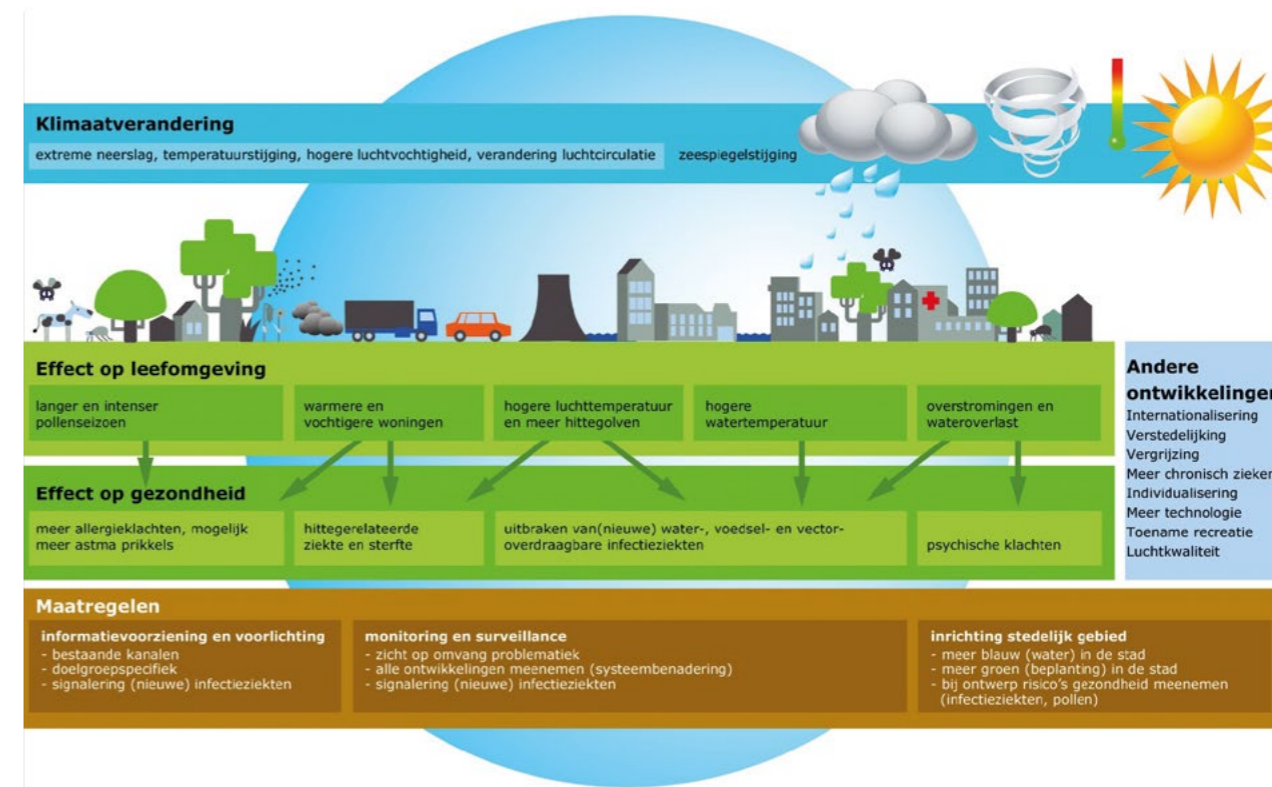 Klimaatverandering
extreme neerslag, temperatuurstijging, hogere luchtvochtigheid, verandering luchtcirculatie
zeespiegelstijging
Effect op leefomgeving
langer en intenser
pollenseizoen
warmere en
vochtigere woningen
hogere luchttemperatuur
en meer hittegolven
hogere
watertemperatuur
overstromingen en
wateroverlast
Effect op gezondheid
meer allergieklachten, mogelijk
meer astma prikkels
hittegerelateerde
ziekte en sterfte
uitbraken van(nieuwe) water-, voedsel- en vector-
overdraagbare infectieziekten
psychische klachten
Andere
ontwikkelingen
Internationalisering
Verstedelijking
Vergrijzing
Meer chronisch zieken
Individualisering
Meer technologie
Toename recreatie
Luchtkwaliteit
Maatregelen
informatievoorziening en voorlichting
- bestaande kanalen
- doelgroepspecifiek
- signalering (nieuwe) infectieziekten
monitoring en surveillance
- zicht op omvang problematiek
- alle ontwikkelingen meenemen (systeembenadering)
- signalering (nieuwe) infectieziekten
inrichting stedelijk gebied
- meer blauw (water) in de stad
- meer groen (beplanting) in de stad
- bij ontwerp risico's gezondheid meenemen
(infectieziekten, pollen)